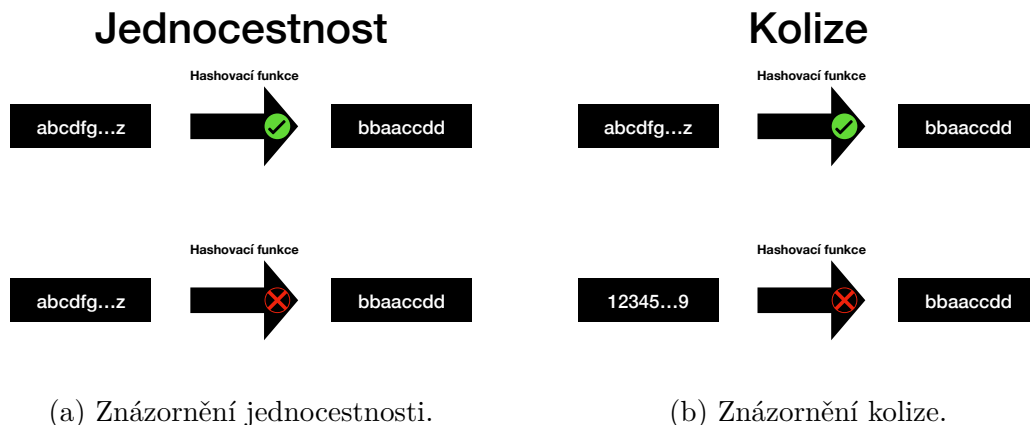 Jednocestnost
Hashovací funkce
abcdfg...z
bbaaccdd
Hashovací funkce
abcdfg...z
bbaaccdd
(a) Znázornění jednocestnosti.
Kolize
Hashovací funkce
abcdfg...z
bbaaccdd
Hashovací funkce
12345...9
bbaaccdd
(b) Znázornění kolize.